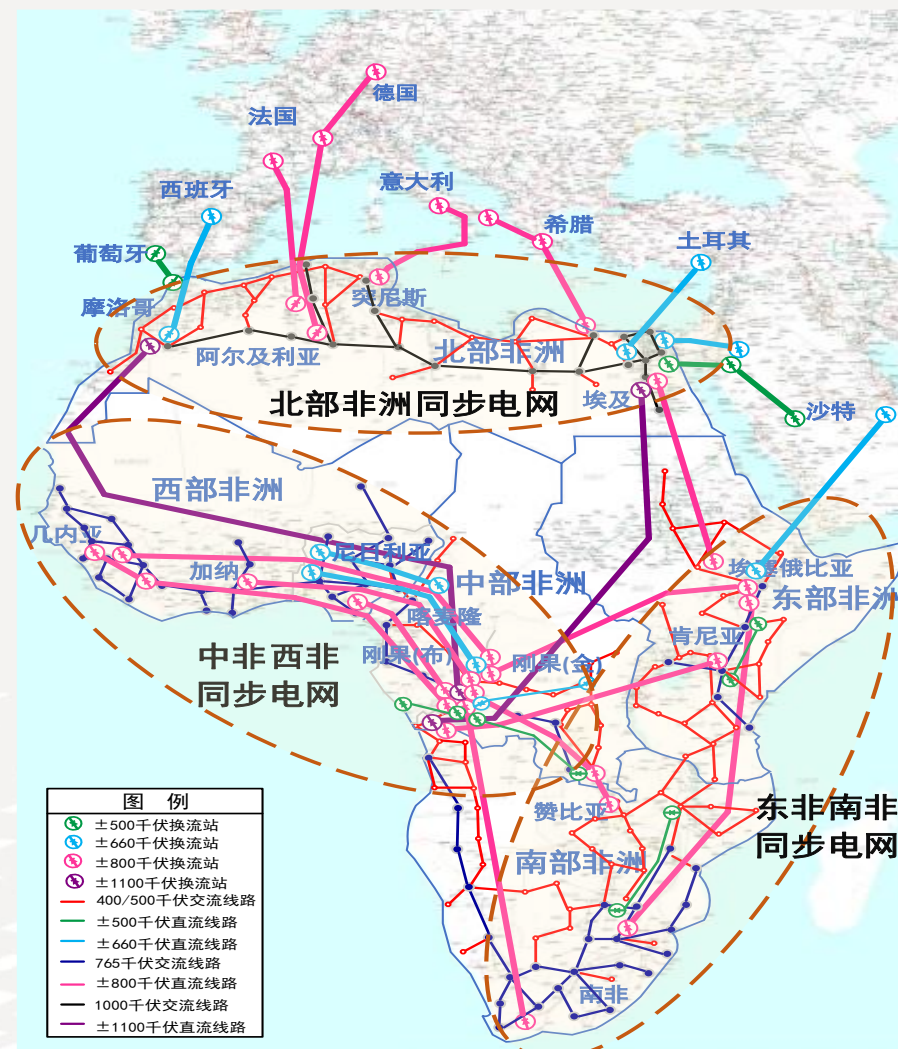 德国
法国
意大利
西班牙
希腊
土耳其
葡萄牙
摩洛哥
突尼斯
阿尔及利亚
北部非洲
埃及
沙特
北部非洲同步电网
西部非洲
几内亚
尼日利亚
加纳
中部非洲
埃塞俄比亚
东部非洲
喀麦隆
肯尼亚
刚果(布)
刚果(金)
中非西非
同步电网
赞比亚
东非南非
同步电网
南部非洲
南非
图 例
±500千伏换流站
±660千伏换流站
±800千伏换流站
±1100千伏换流站
400/500千伏交流线路
±500千伏直流线路
±660千伏直流线路
765千伏交流线路
±800千伏直流线路
1000千伏交流线路
±1100千伏直流线路